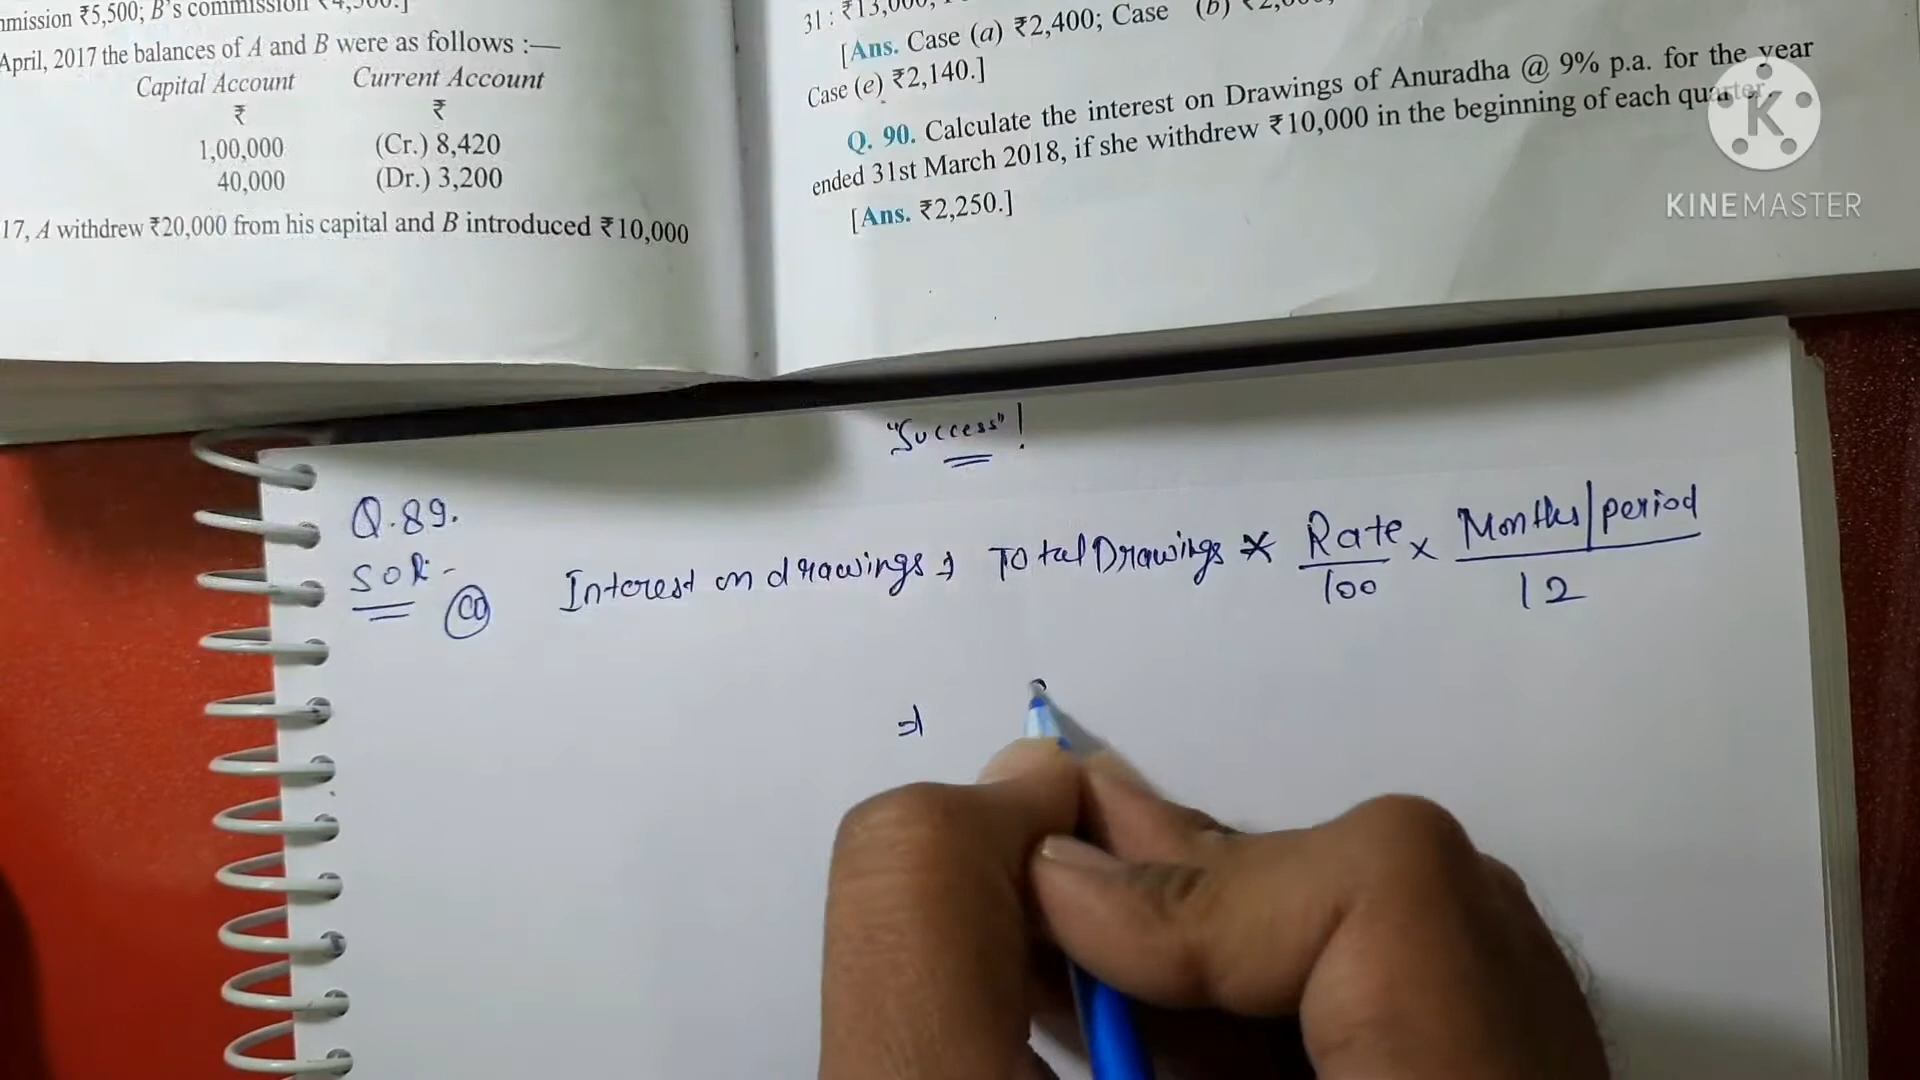 mmission ₹5,500; B's commission ₹4,500.]
April, 2017 the balances of A and B were as follows :—
Capital Account Current Account
₹ ₹
1,00,000 (Cr.) 8,420
40,000 (Dr.) 3,200
17, A withdrew ₹20,000 from his capital and B introduced ₹10,000
31 : ₹13,000;
[Ans. Case (a) ₹2,400; Case (b)
Case (e) ₹2,140.]
Q. 90. Calculate the interest on Drawings of Anuradha @ 9% p.a. for the year
ended 31st March 2018, if she withdrew ₹10,000 in the beginning of each quarter.
[Ans. ₹2,250.]
K
KINEMASTER
"Success"!
Q.89.
Sol:-
(a) Interest on drawings ⇒ Total Drawings × Rate/100 × Months/period/12
⇒